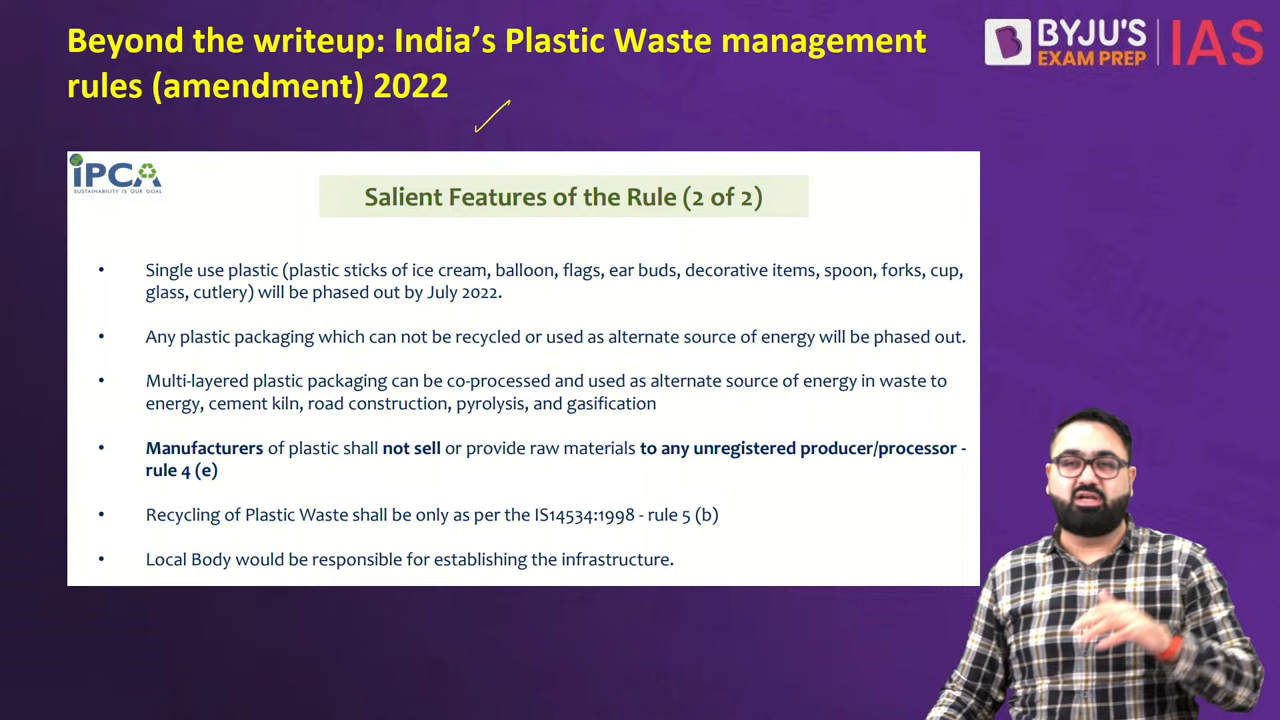 Beyond the writeup: India's Plastic Waste management
rules (amendment) 2022
BYJU'S
EXAM PREP
IAS
iPCA
SUSTAINABILITY IS OUR GOAL
Salient Features of the Rule (2 of 2)
• Single use plastic (plastic sticks of ice cream, balloon, flags, ear buds, decorative items, spoon, forks, cup,
glass, cutlery) will be phased out by July 2022.
• Any plastic packaging which can not be recycled or used as alternate source of energy will be phased out.
• Multi-layered plastic packaging can be co-processed and used as alternate source of energy in waste to
energy, cement kiln, road construction, pyrolysis, and gasification
• Manufacturers of plastic shall not sell or provide raw materials to any unregistered producer/processor -
rule 4 (e)
• Recycling of Plastic Waste shall be only as per the IS14534:1998 - rule 5 (b)
• Local Body would be responsible for establishing the infrastructure.